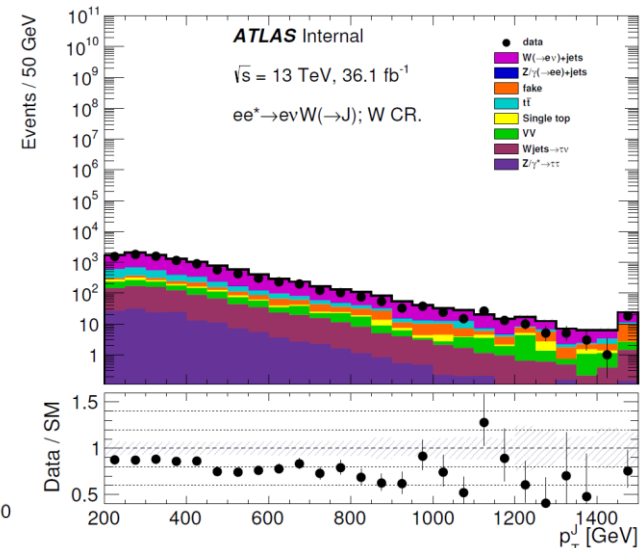 Events / 50 GeV
10¹¹
10¹⁰
10⁹
10⁸
10⁷
10⁶
10⁵
10⁴
10³
10²
10
1
ATLAS Internal
√s = 13 TeV, 36.1 fb⁻¹
ee*→eνW(→J); W CR.
data
W(→eν)+jets
Z/γ(→ee)+jets
fake
tt̄
Single top
VV
Wjets→τν
Z/γ*→ττ
Data / SM
1.5
1
0.5
0
200 400 600 800 1000 1200 1400
p_T^J [GeV]